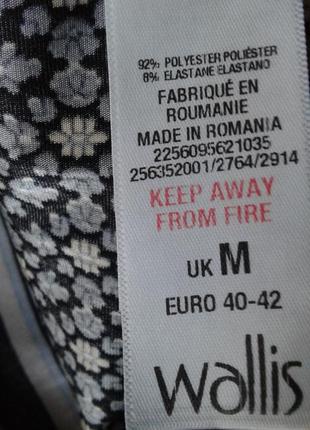 92% POLYESTER POLIÉSTER
8% ELASTANE ELASTANO
FABRIQUÉ EN
ROUMANIE
MADE IN ROMANIA
2256095621035
256352001/2764/2914
KEEP AWAY
FROM FIRE
UK M
EURO 40-42
wallis